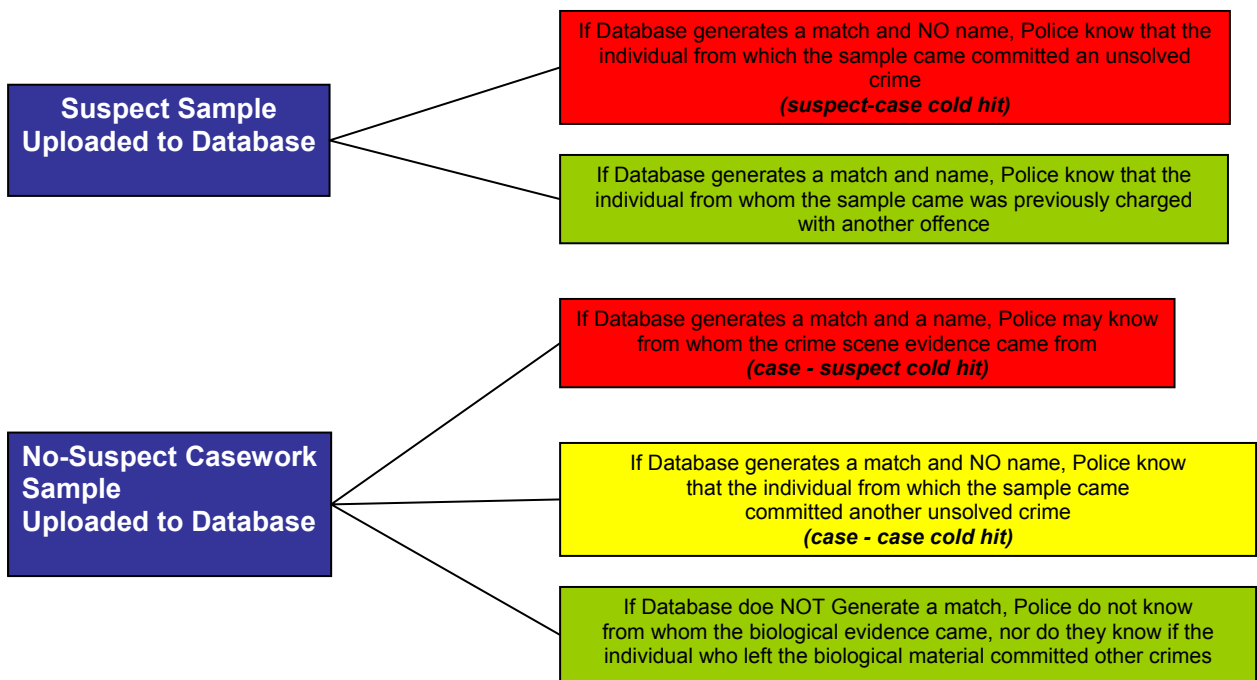 Suspect Sample
Uploaded to Database
If Database generates a match and NO name, Police know that the
individual from which the sample came committed an unsolved
crime
(suspect-case cold hit)
If Database generates a match and name, Police know that the
individual from whom the sample came was previously charged
with another offence
No-Suspect Casework
Sample
Uploaded to Database
If Database generates a match and a name, Police may know
from whom the crime scene evidence came from
(case - suspect cold hit)
If Database generates a match and NO name, Police know
that the individual from which the sample came
committed another unsolved crime
(case - case cold hit)
If Database doe NOT Generate a match, Police do not know
from whom the biological evidence came, nor do they know if the
individual who left the biological material committed other crimes